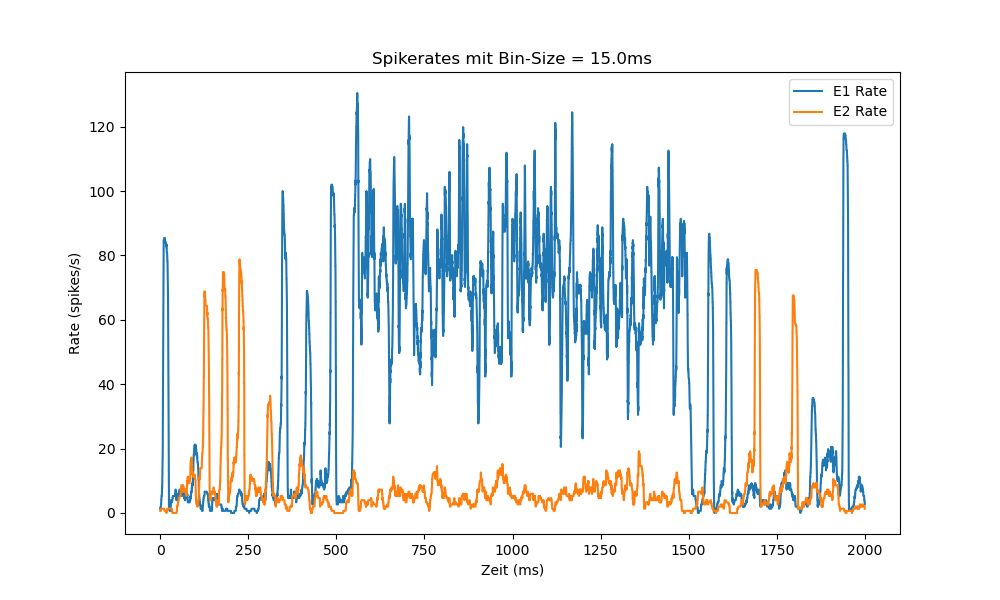 Spikerates mit Bin-Size = 15.0ms
E1 Rate
E2 Rate
Rate (spikes/s)
120
100
80
60
40
20
0
0 250 500 750 1000 1250 1500 1750 2000
Zeit (ms)